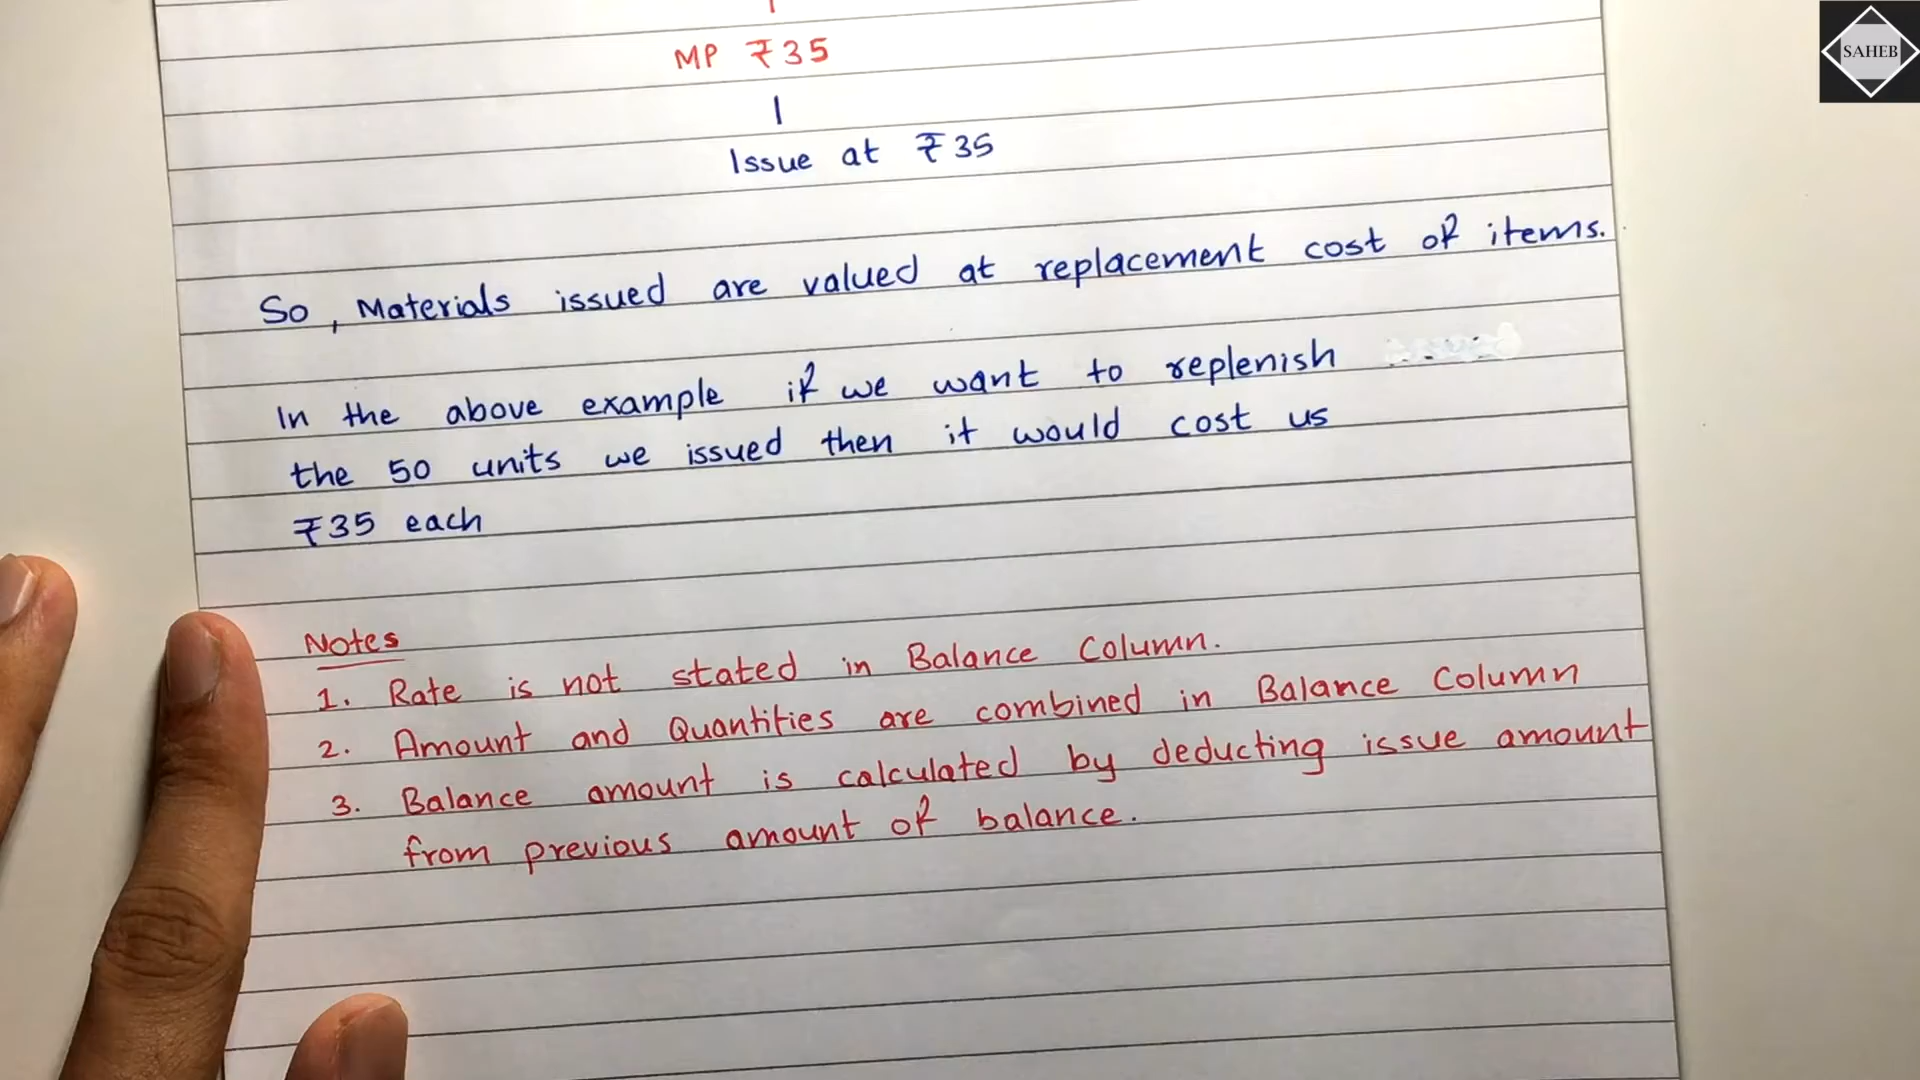 MP ₹35
Issue at ₹35
So, Materials issued are valued at replacement cost of items.
In the above example if we want to replenish
the 50 units we issued then it would cost us
₹35 each
Notes
1. Rate is not stated in Balance Column.
2. Amount and Quantities are combined in Balance Column
3. Balance amount is calculated by deducting issue amount
from previous amount of balance.
SAHEB